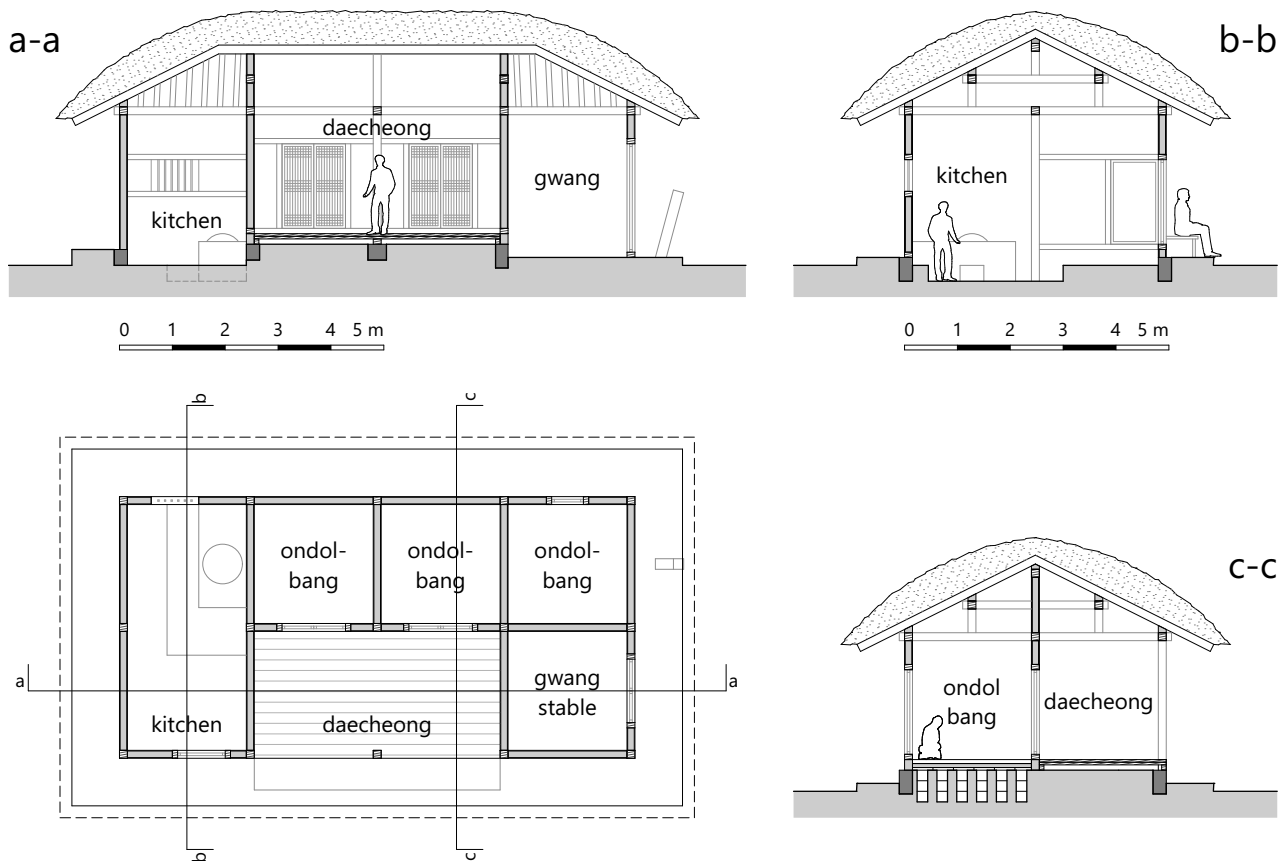 a-a
b-b
daecheong
kitchen
gwang
kitchen
0 1 2 3 4 5 m
0 1 2 3 4 5 m
b
c
ondol-
bang
ondol-
bang
ondol-
bang
c-c
a
a
gwang
stable
kitchen
daecheong
ondol
bang
daecheong
b
c